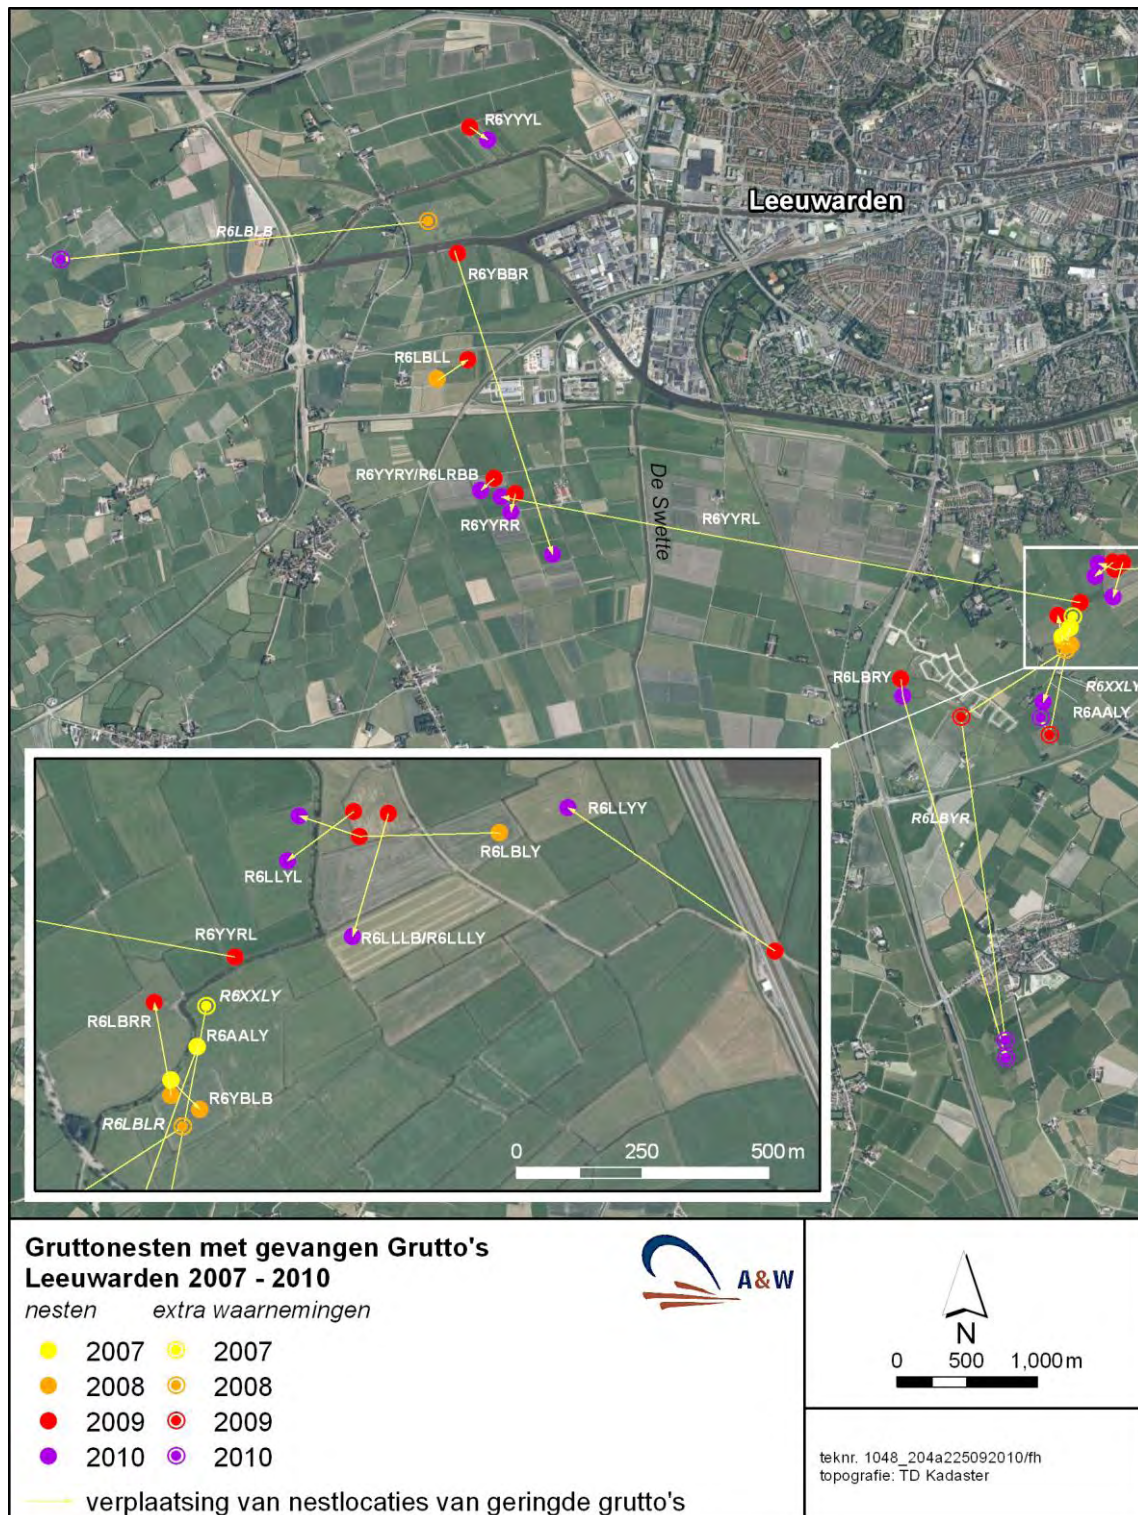 R6YYYL
Leeuwarden
R6LBLB
R6YBBR
R6LBLL
R6YYRY/R6LRBB
De Swette
R6YYRL
R6YYRR
R6LBRY
R6XXLY
R6AALY
R6LBYR
R6LLYY
R6LBLY
R6LLYL
R6LLLB/R6LLLY
R6YYRL
R6XXLY
R6LBRR
R6AALY
R6YBLB
R6LBLR
0 250 500 m
Gruttonesten met gevangen Grutto's
Leeuwarden 2007 - 2010
nesten extra waarnemingen
2007 2007
2008 2008
2009 2009
2010 2010
verplaatsing van nestlocaties van geringde grutto's
A&W
N
0 500 1,000 m
teknr. 1048_204a225092010/fh
topografie: TD Kadaster